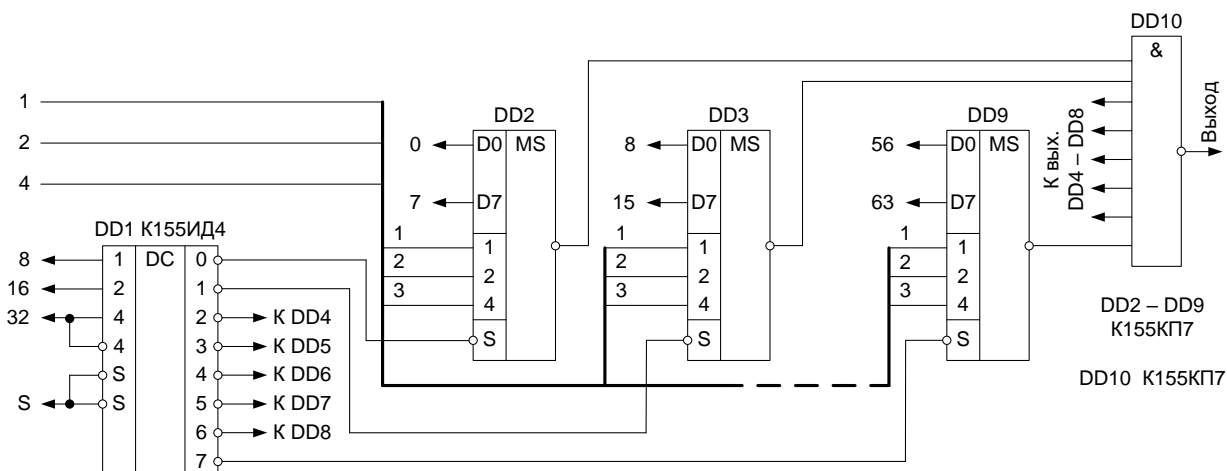 DD10
&
Выход
К вых.
DD4 – DD8
1
2
4
DD2
0 D0 MS
7 D7
1 1
2 2
3 4
S
DD3
8 D0 MS
15 D7
1 1
2 2
3 4
S
DD9
56 D0 MS
63 D7
1 1
2 2
3 4
S
DD1 К155ИД4
8 1 DC 0
16 2 1
32 4 2 К DD4
4 3 К DD5
S 4 К DD6
S S 5 К DD7
6 К DD8
7
DD2 – DD9
К155КП7
DD10 К155КП7